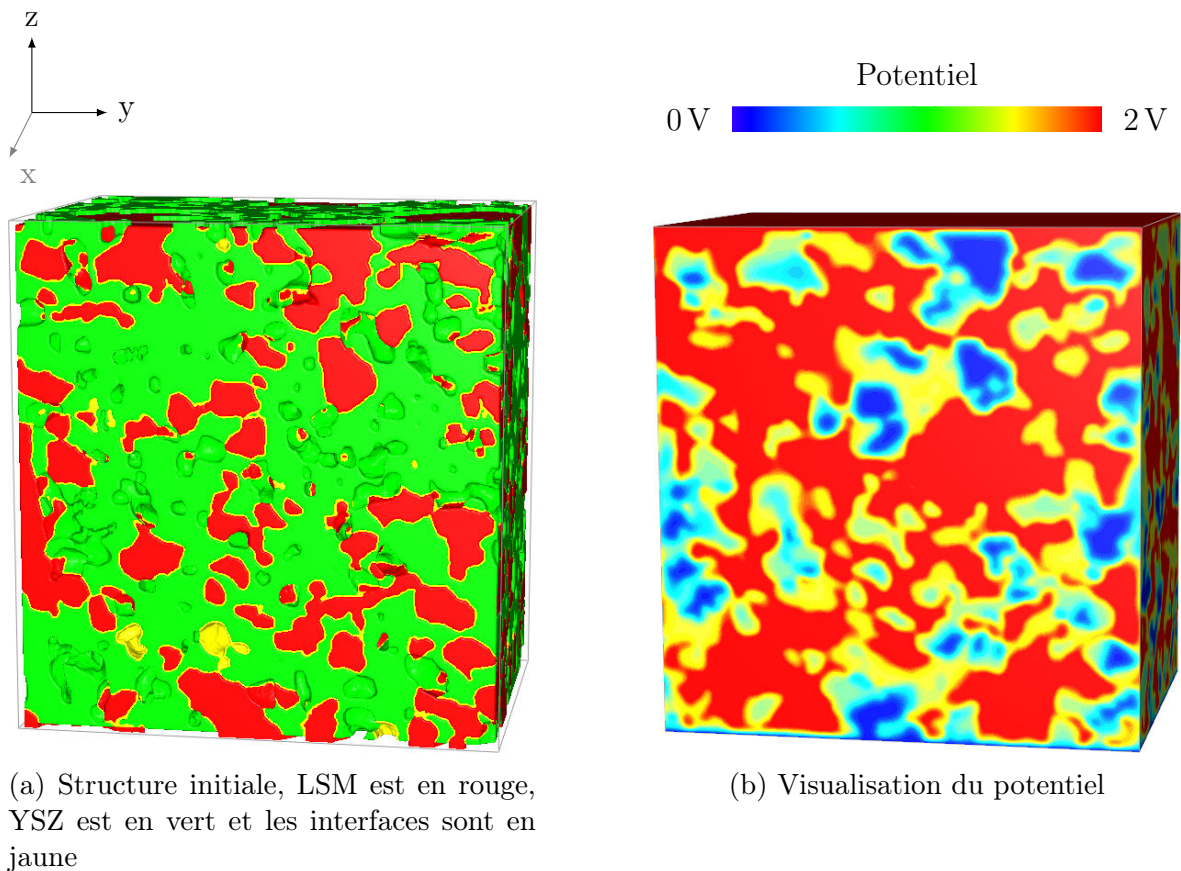 z
y
x
Potentiel
0 V
2 V
(a) Structure initiale, LSM est en rouge,
YSZ est en vert et les interfaces sont en
jaune
(b) Visualisation du potentiel